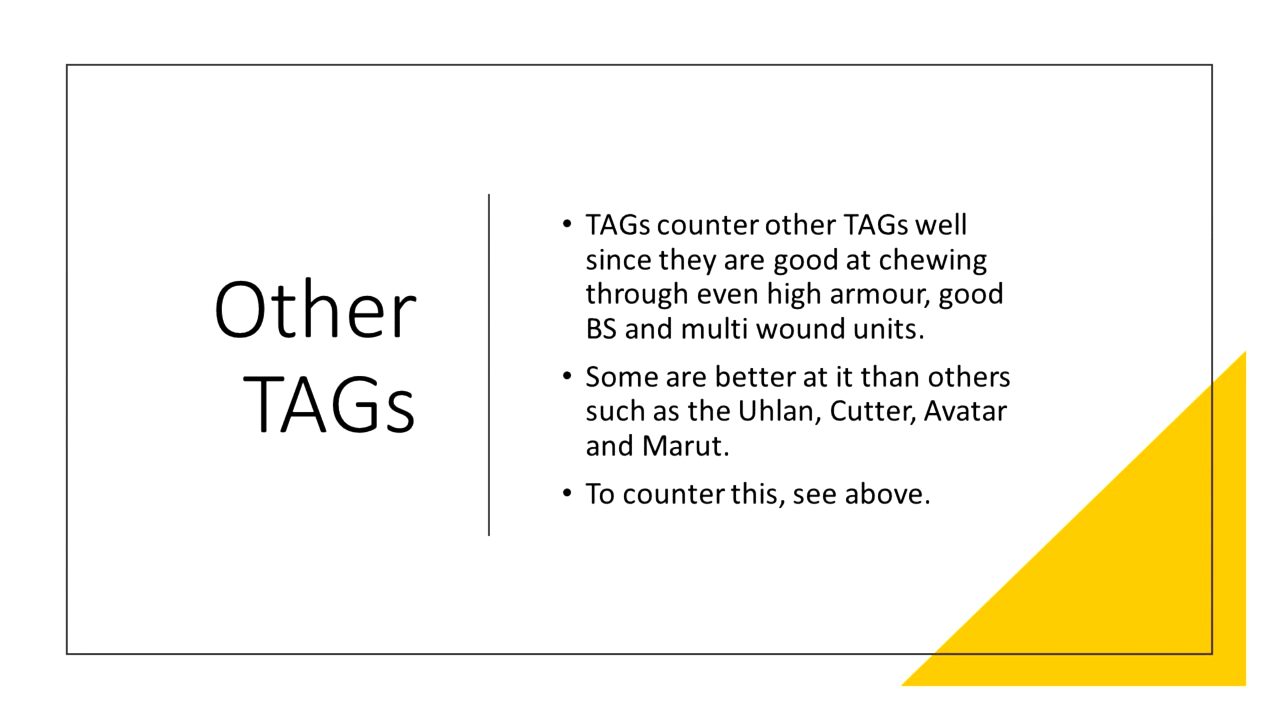 Other
TAGs
• TAGs counter other TAGs well
since they are good at chewing
through even high armour, good
BS and multi wound units.
• Some are better at it than others
such as the Uhlan, Cutter, Avatar
and Marut.
• To counter this, see above.